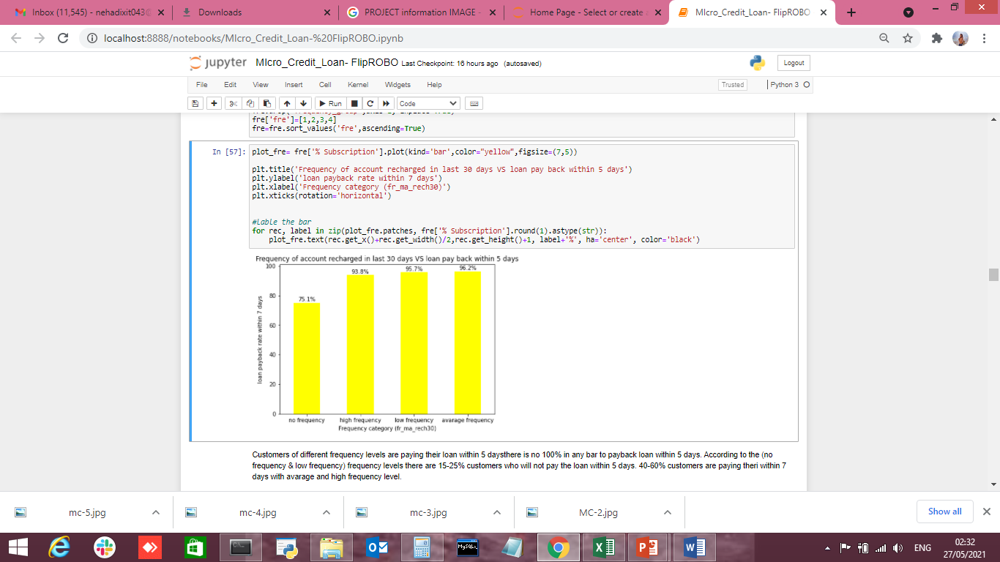 Inbox (11,545) - nehadixit043@
Downloads
PROJECT information IMAGE -
Home Page - Select or create a
MIcro_Credit_Loan- FlipROBO
localhost:8888/notebooks/MIcro_Credit_Loan-%20FlipROBO.ipynb
jupyter MIcro_Credit_Loan- FlipROBO Last Checkpoint: 16 hours ago (autosaved)
Logout
File Edit View Insert Cell Kernel Widgets Help
Trusted
Python 3
Run
Code
fre['fre']=[1,2,3,4]
fre=fre.sort_values('fre',ascending=True)
In [57]:
plot_fre= fre['% Subscription'].plot(kind='bar',color="yellow",figsize=(7,5))
plt.title('Frequency of account recharged in last 30 days VS loan pay back within 5 days')
plt.ylabel('loan payback rate within 7 days')
plt.xlabel('Frequency category (fr_ma_rech30)')
plt.xticks(rotation='horizontal')
#Lable the bar
for rec, label in zip(plot_fre.patches, fre['% Subscription'].round(1).astype(str)):
plot_fre.text(rec.get_x()+rec.get_width()/2,rec.get_height()+1, label+'%', ha='center', color='black')
Frequency of account recharged in last 30 days VS loan pay back within 5 days
100
80
60
40
20
0
loan payback rate within 7 days
75.1%
93.8%
95.7%
96.2%
no frequency
high frequency
low frequency
avarage frequency
Frequency category (fr_ma_rech30)
Customers of different frequency levels are paying their loan within 5 daysthere is no 100% in any bar to payback loan within 5 days. According to the (no
frequency & low frequency) frequency levels there are 15-25% customers who will not pay the loan within 5 days. 40-60% customers are paying theri within 7
days with avarage and high frequency level.
mc-5.jpg
mc-4.jpg
mc-3.jpg
MC-2.jpg
Show all
ENG
02:32
27/05/2021